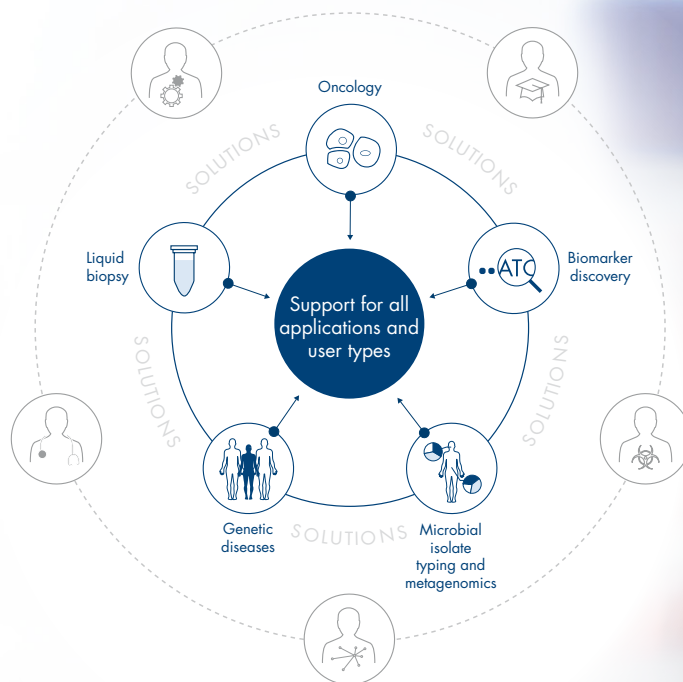 Oncology
SOLUTIONS
SOLUTIONS
Liquid
biopsy
ATC
Biomarker
discovery
Support for all
applications and
user types
SOLUTIONS
SOLUTIONS
Genetic
diseases
SOLUTIONS
Microbial
isolate
typing and
metagenomics